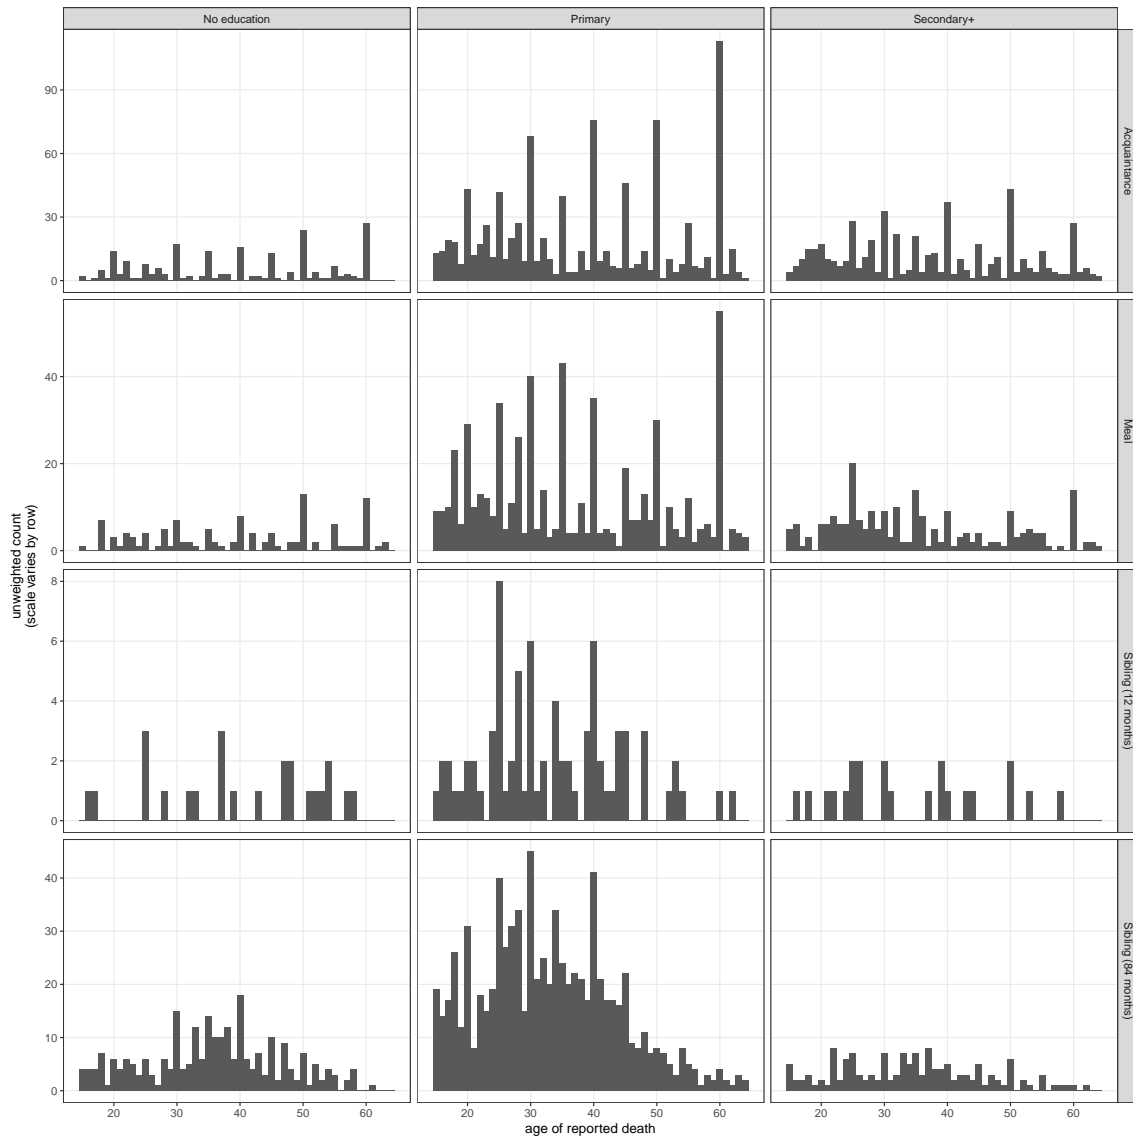 No education Primary Secondary+
90
60
30
0
Acquaintance
40
20
0
Meal
8
6
4
2
0
Sibling (12 months)
40
30
20
10
0
Sibling (84 months)
20 30 40 50 60 20 30 40 50 60 20 30 40 50 60
age of reported death
unweighted count
(scale varies by row)